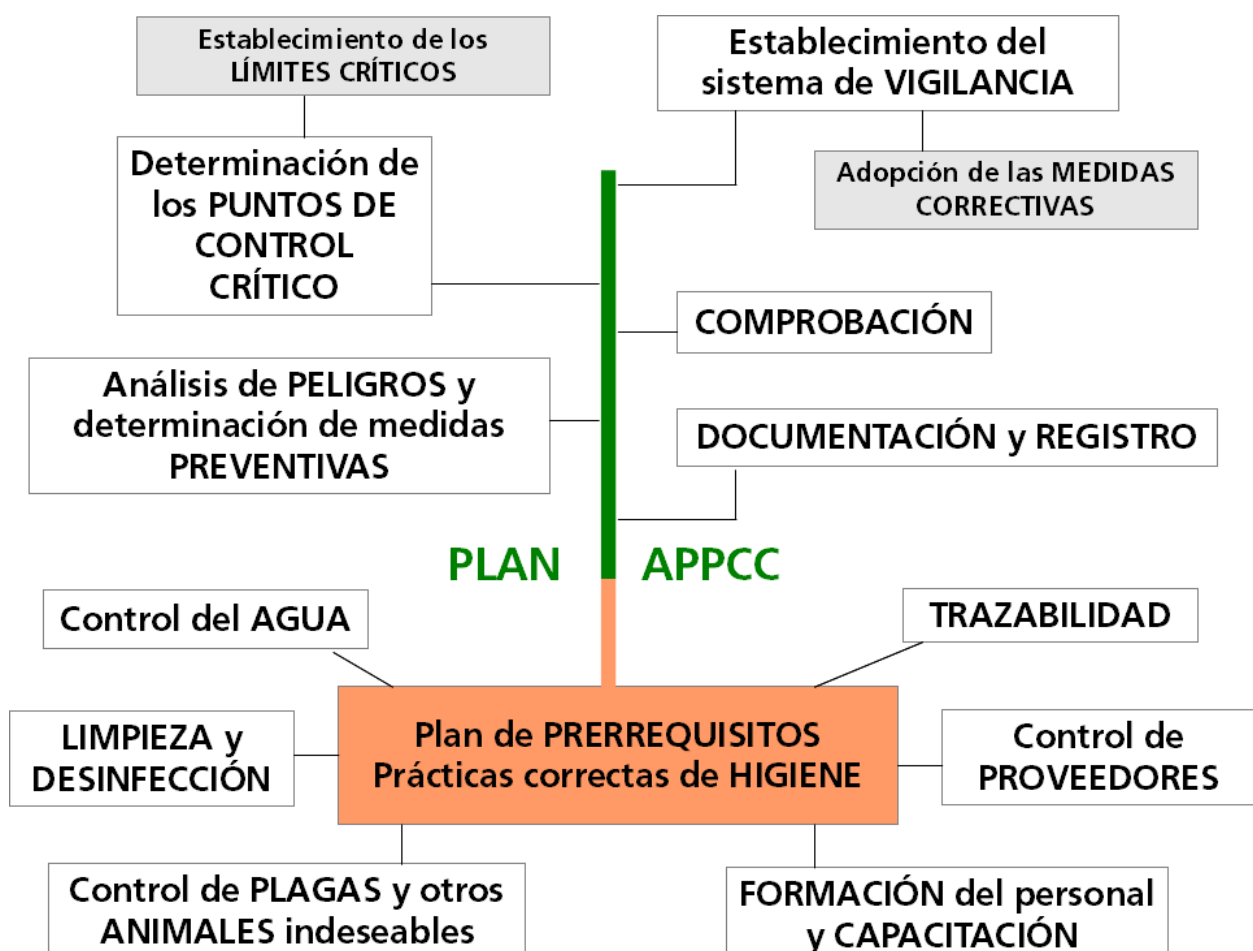 Establecimiento de los
LÍMITES CRÍTICOS
Establecimiento del
sistema de VIGILANCIA
Determinación de
los PUNTOS DE
CONTROL
CRÍTICO
Adopción de las MEDIDAS
CORRECTIVAS
COMPROBACIÓN
Análisis de PELIGROS y
determinación de medidas
PREVENTIVAS
DOCUMENTACIÓN y REGISTRO
PLAN APPCC
Control del AGUA
TRAZABILIDAD
LIMPIEZA y
DESINFECCIÓN
Plan de PRERREQUISITOS
Prácticas correctas de HIGIENE
Control de
PROVEEDORES
Control de PLAGAS y otros
ANIMALES indeseables
FORMACIÓN del personal
y CAPACITACIÓN